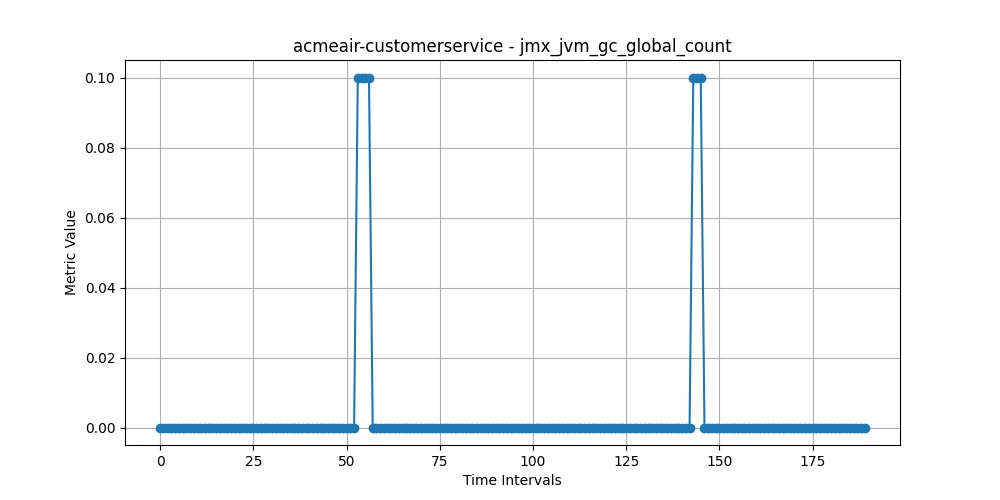 acmeair-customerservice - jmx_jvm_gc_global_count
0.10
0.08
0.06
0.04
0.02
0.00
Metric Value
0 25 50 75 100 125 150 175
Time Intervals